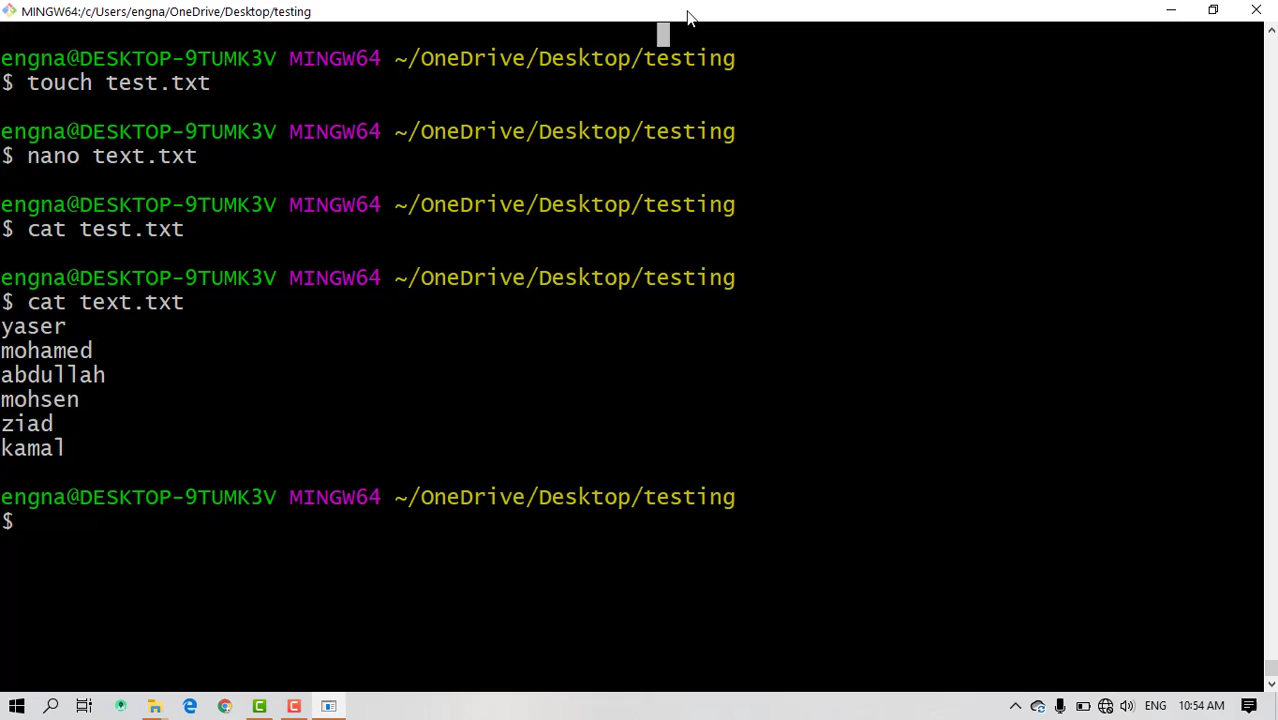 MINGW64:/c/Users/engna/OneDrive/Desktop/testing
engna@DESKTOP-9TUMK3V MINGW64 ~/OneDrive/Desktop/testing
$ touch test.txt
engna@DESKTOP-9TUMK3V MINGW64 ~/OneDrive/Desktop/testing
$ nano text.txt
engna@DESKTOP-9TUMK3V MINGW64 ~/OneDrive/Desktop/testing
$ cat test.txt
engna@DESKTOP-9TUMK3V MINGW64 ~/OneDrive/Desktop/testing
$ cat text.txt
yaser
mohamed
abdullah
mohsen
ziad
kamal
engna@DESKTOP-9TUMK3V MINGW64 ~/OneDrive/Desktop/testing
$
ENG 10:54 AM